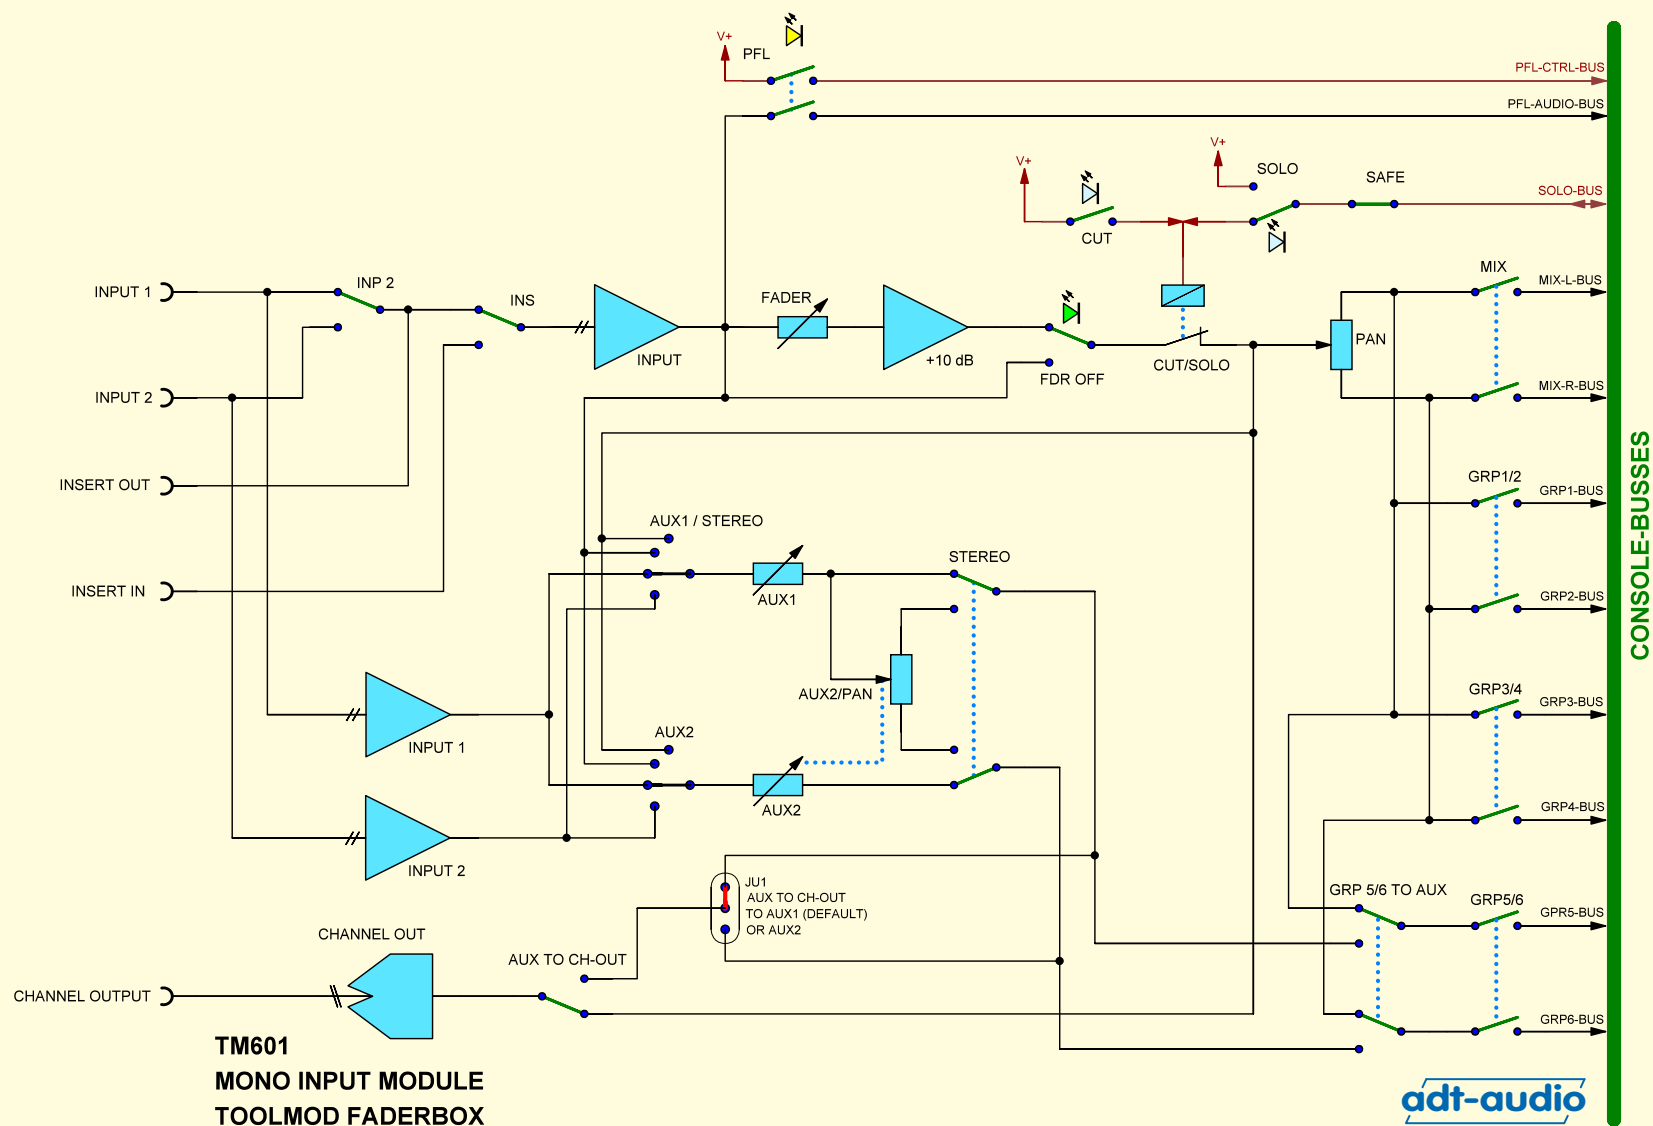 V+
PFL
PFL-CTRL-BUS
PFL-AUDIO-BUS
V+
V+
SOLO
SAFE
SOLO-BUS
CUT
INPUT 1
INP 2
INS
FADER
MIX
MIX-L-BUS
INPUT
+10 dB
FDR OFF
CUT/SOLO
PAN
INPUT 2
MIX-R-BUS
INSERT OUT
GRP1/2
GRP1-BUS
AUX1 / STEREO
STEREO
INSERT IN
AUX1
GRP2-BUS
CONSOLE-BUSSES
AUX2/PAN
GRP3/4
GRP3-BUS
INPUT 1
AUX2
AUX2
GRP4-BUS
INPUT 2
JU1
AUX TO CH-OUT
TO AUX1 (DEFAULT)
OR AUX2
GRP 5/6 TO AUX
GRP5/6
GPR5-BUS
CHANNEL OUT
AUX TO CH-OUT
CHANNEL OUTPUT
GRP6-BUS
TM601
MONO INPUT MODULE
TOOLMOD FADERBOX
adt-audio